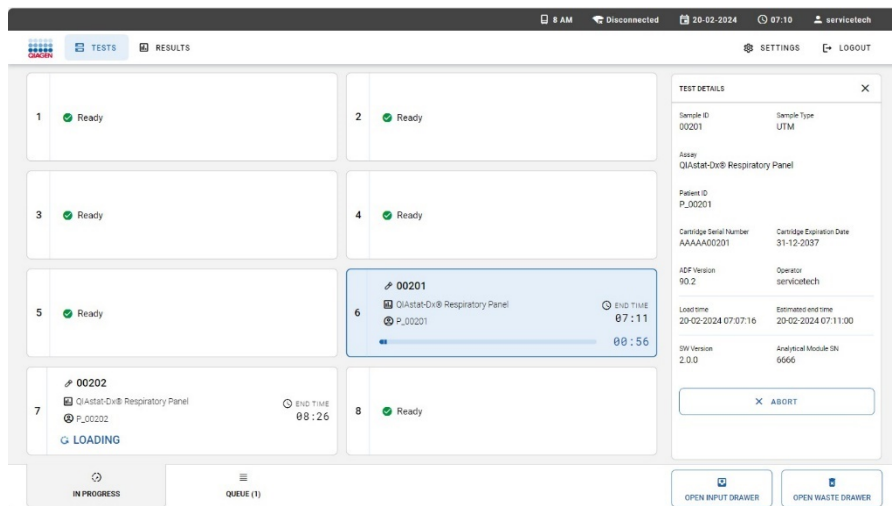 8 AM Disconnected 20-02-2024 07:10 servicetech
QIAGEN TESTS RESULTS SETTINGS LOGOUT
1 Ready
2 Ready
3 Ready
4 Ready
5 Ready
6
00201
QIAstat-Dx® Respiratory Panel
P_00201
END TIME
07:11
00:56
7
00202
QIAstat-Dx® Respiratory Panel
P_00202
END TIME
08:26
LOADING
8 Ready
TEST DETAILS
Sample ID Sample Type
00201 UTM
Assay
QIAstat-Dx® Respiratory Panel
Patient ID
P_00201
Cartridge Serial Number Cartridge Expiration Date
AAAAA00201 31-12-2037
ADF Version Operator
90.2 servicetech
Load time Estimated end time
20-02-2024 07:07:16 20-02-2024 07:11:00
SW Version Analytical Module SN
2.0.0 6666
ABORT
IN PROGRESS QUEUE (1) OPEN INPUT DRAWER OPEN WASTE DRAWER